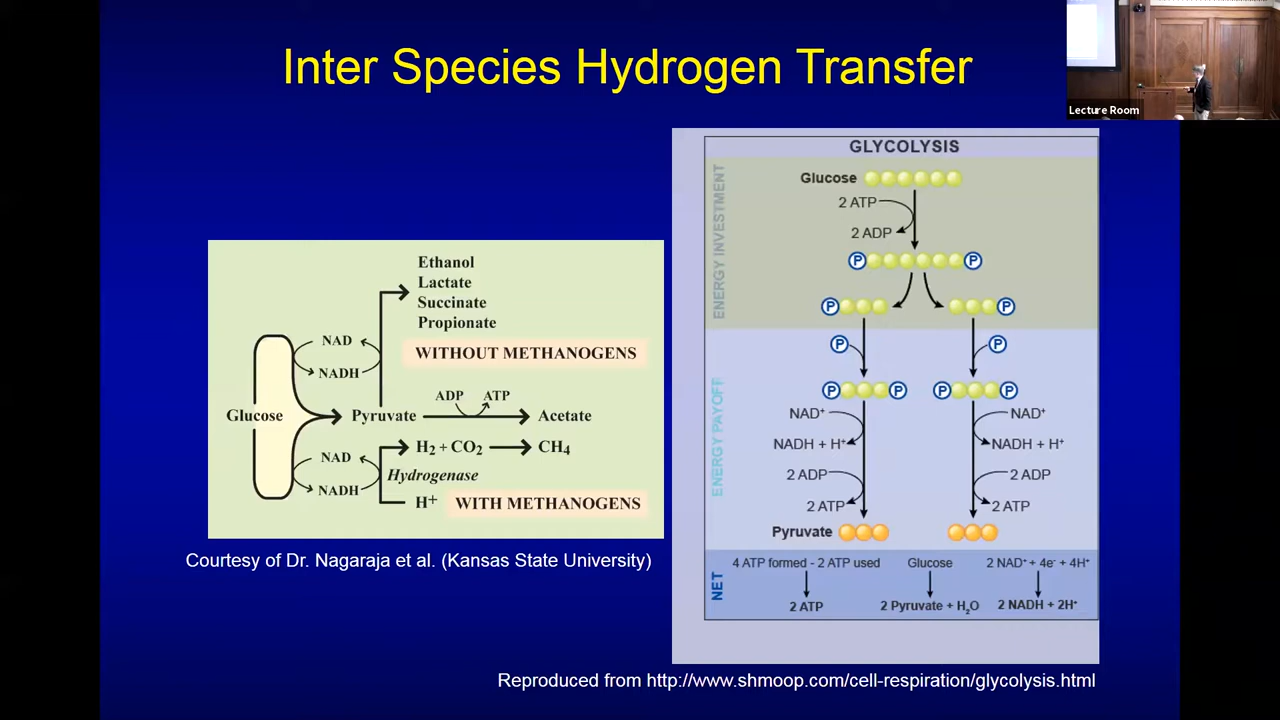 Inter Species Hydrogen Transfer
Lecture Room
Ethanol
Lactate
Succinate
Propionate
WITHOUT METHANOGENS
NAD
NADH
ADP ATP
Glucose Pyruvate Acetate
NAD H₂ + CO₂ CH₄
Hydrogenase
NADH
H⁺ WITH METHANOGENS
Courtesy of Dr. Nagaraja et al. (Kansas State University)
GLYCOLYSIS
ENERGY INVESTMENT
Glucose
2 ATP
2 ADP
P P
P P
P P
P P P P
ENERGY PAYOFF
NAD⁺ NAD⁺
NADH + H⁺ NADH + H⁺
2 ADP 2 ADP
2 ATP 2 ATP
Pyruvate
NET
4 ATP formed - 2 ATP used Glucose 2 NAD⁺ + 4e⁻ + 4H⁺
2 ATP 2 Pyruvate + H₂O 2 NADH + 2H⁺
Reproduced from http://www.shmoop.com/cell-respiration/glycolysis.html